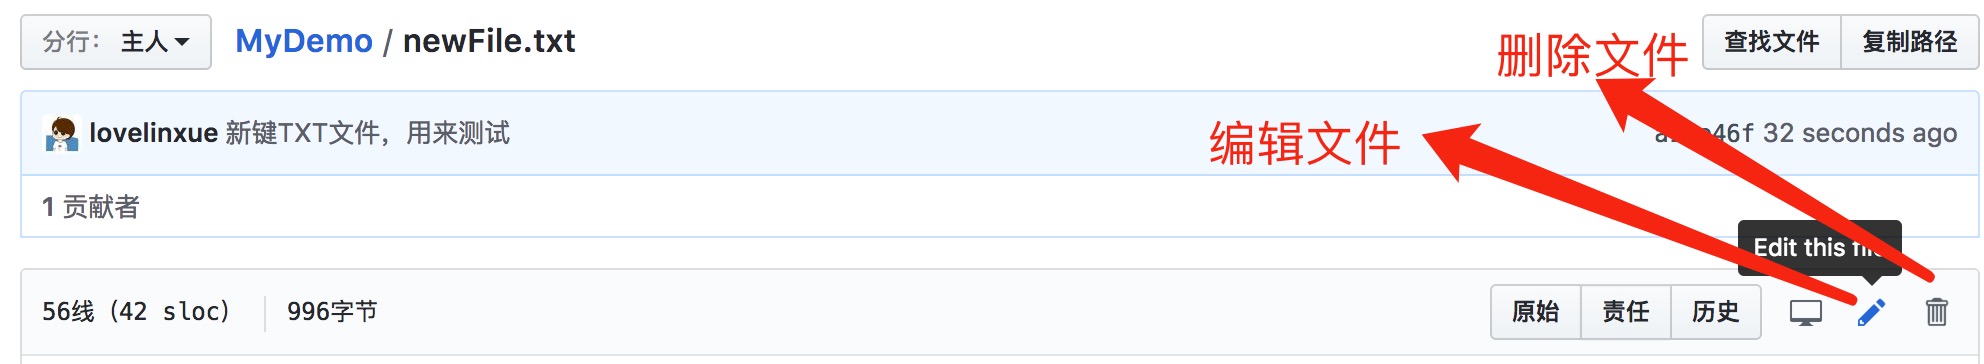 分行： 主人
MyDemo / newFile.txt
删除文件
查找文件
复制路径
lovelinxue 新键TXT文件，用来测试
编辑文件
32 seconds ago
1 贡献者
Edit this
56线（42 sloc）
996字节
原始
责任
历史